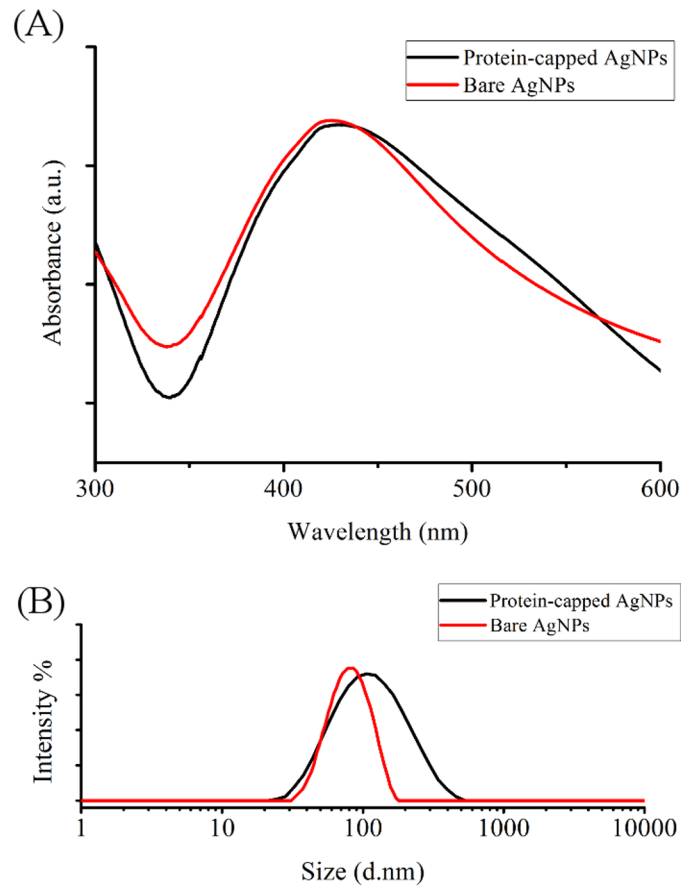 (A)
Protein-capped AgNPs
Bare AgNPs
Absorbance (a.u.)
300 400 500 600
Wavelength (nm)
(B)
Protein-capped AgNPs
Bare AgNPs
Intensity %
1 10 100 1000 10000
Size (d.nm)